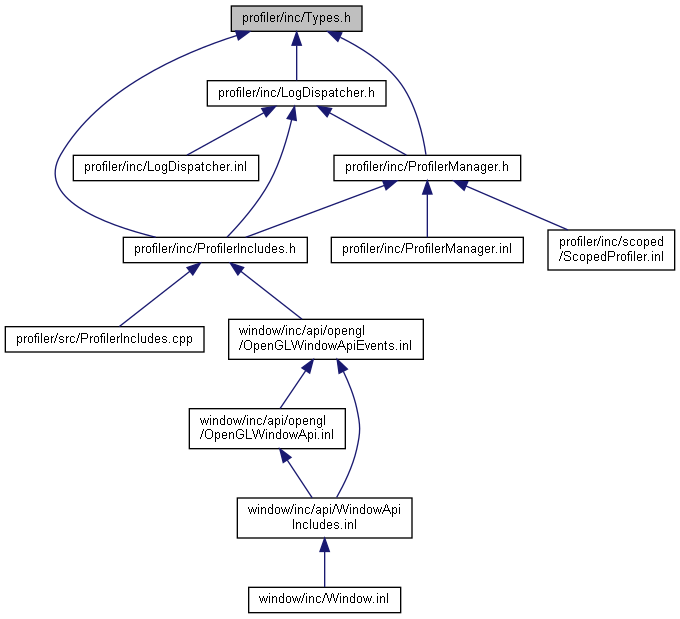 profiler/inc/Types.h
profiler/inc/LogDispatcher.h
profiler/inc/LogDispatcher.inl
profiler/inc/ProfilerManager.h
profiler/inc/ProfilerIncludes.h
profiler/inc/ProfilerManager.inl
profiler/inc/scoped
/ScopedProfiler.inl
profiler/src/ProfilerIncludes.cpp
window/inc/api/opengl
/OpenGLWindowApiEvents.inl
window/inc/api/opengl
/OpenGLWindowApi.inl
window/inc/api/WindowApi
Includes.inl
window/inc/Window.inl